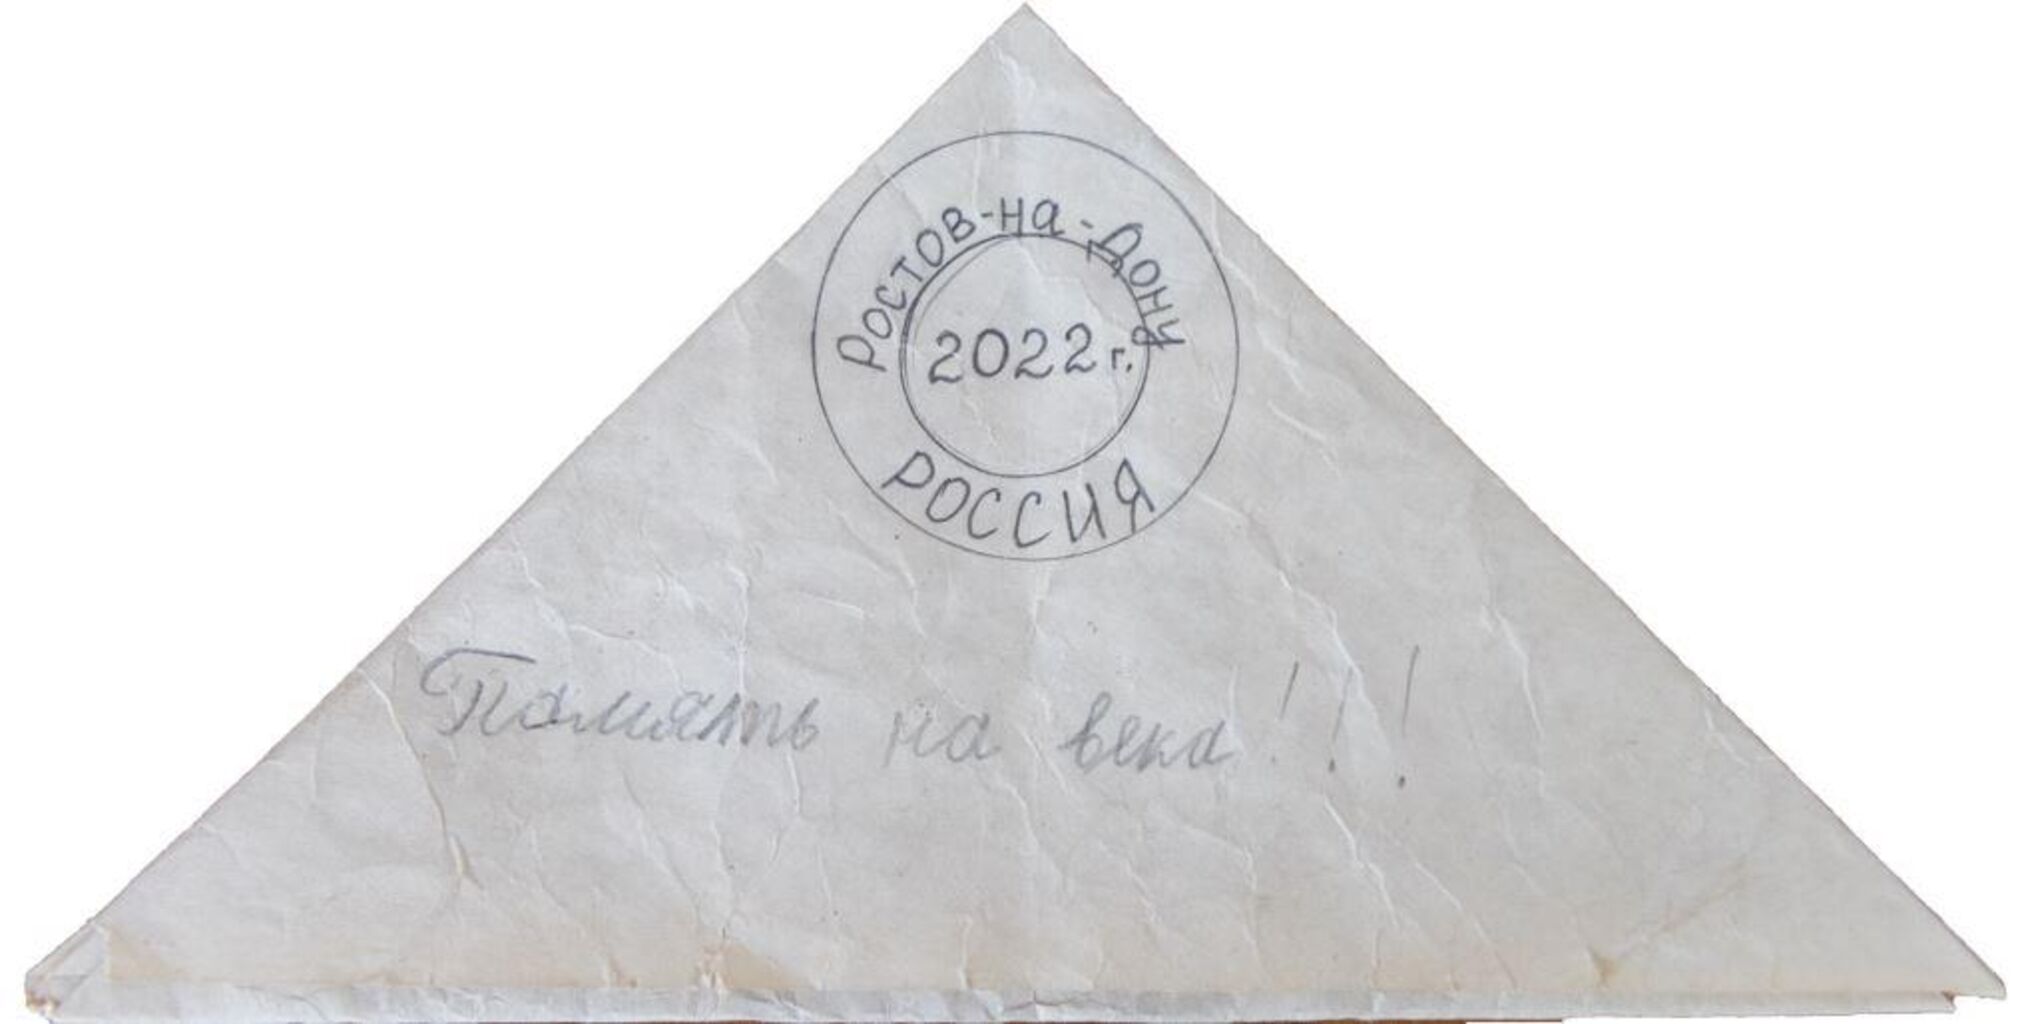 Ростов-на-Дону
2022 г.
РОССИЯ
Память на века!!!